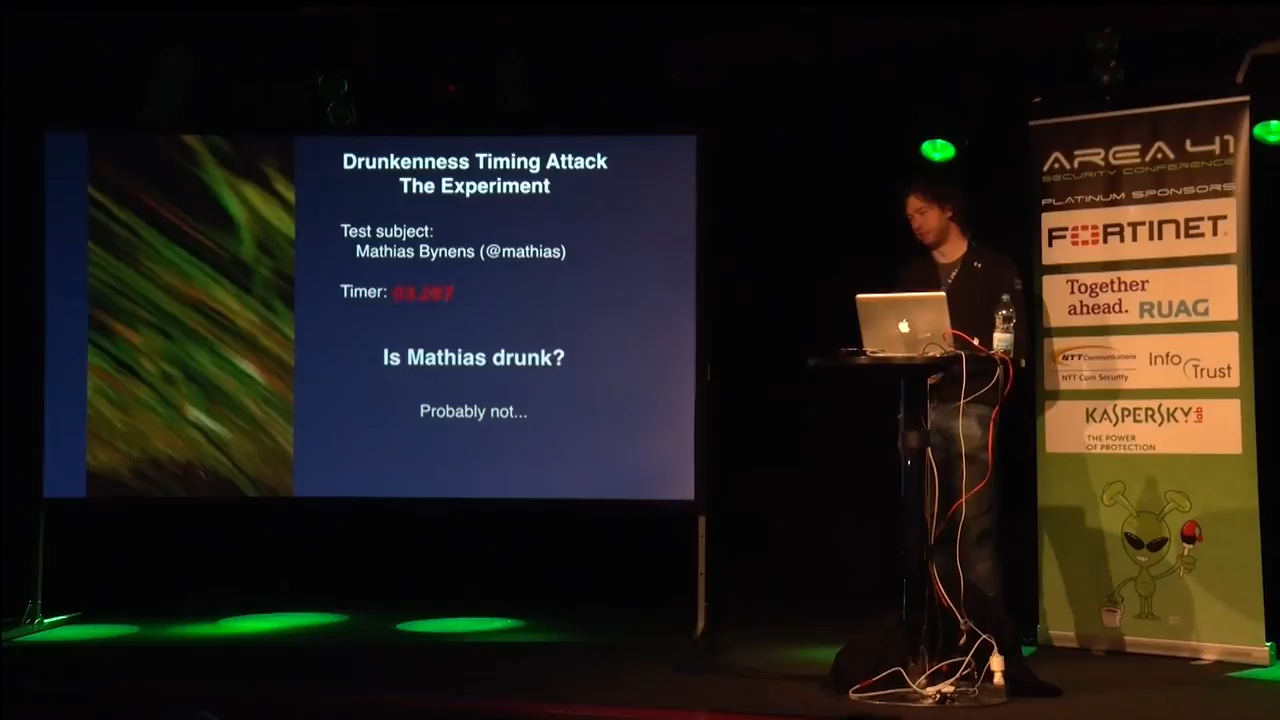 Drunkenness Timing Attack
The Experiment
Test subject:
Mathias Bynens (@mathias)
Timer: 03.267
Is Mathias drunk?
Probably not...
AREA 41
SECURITY CONFERENCE
PLATINUM SPONSORS
FORTINET
Together
ahead. RUAG
NTT Communications
NTT Com Security
Info
Trust
KASPERSKY lab
THE POWER
OF PROTECTION